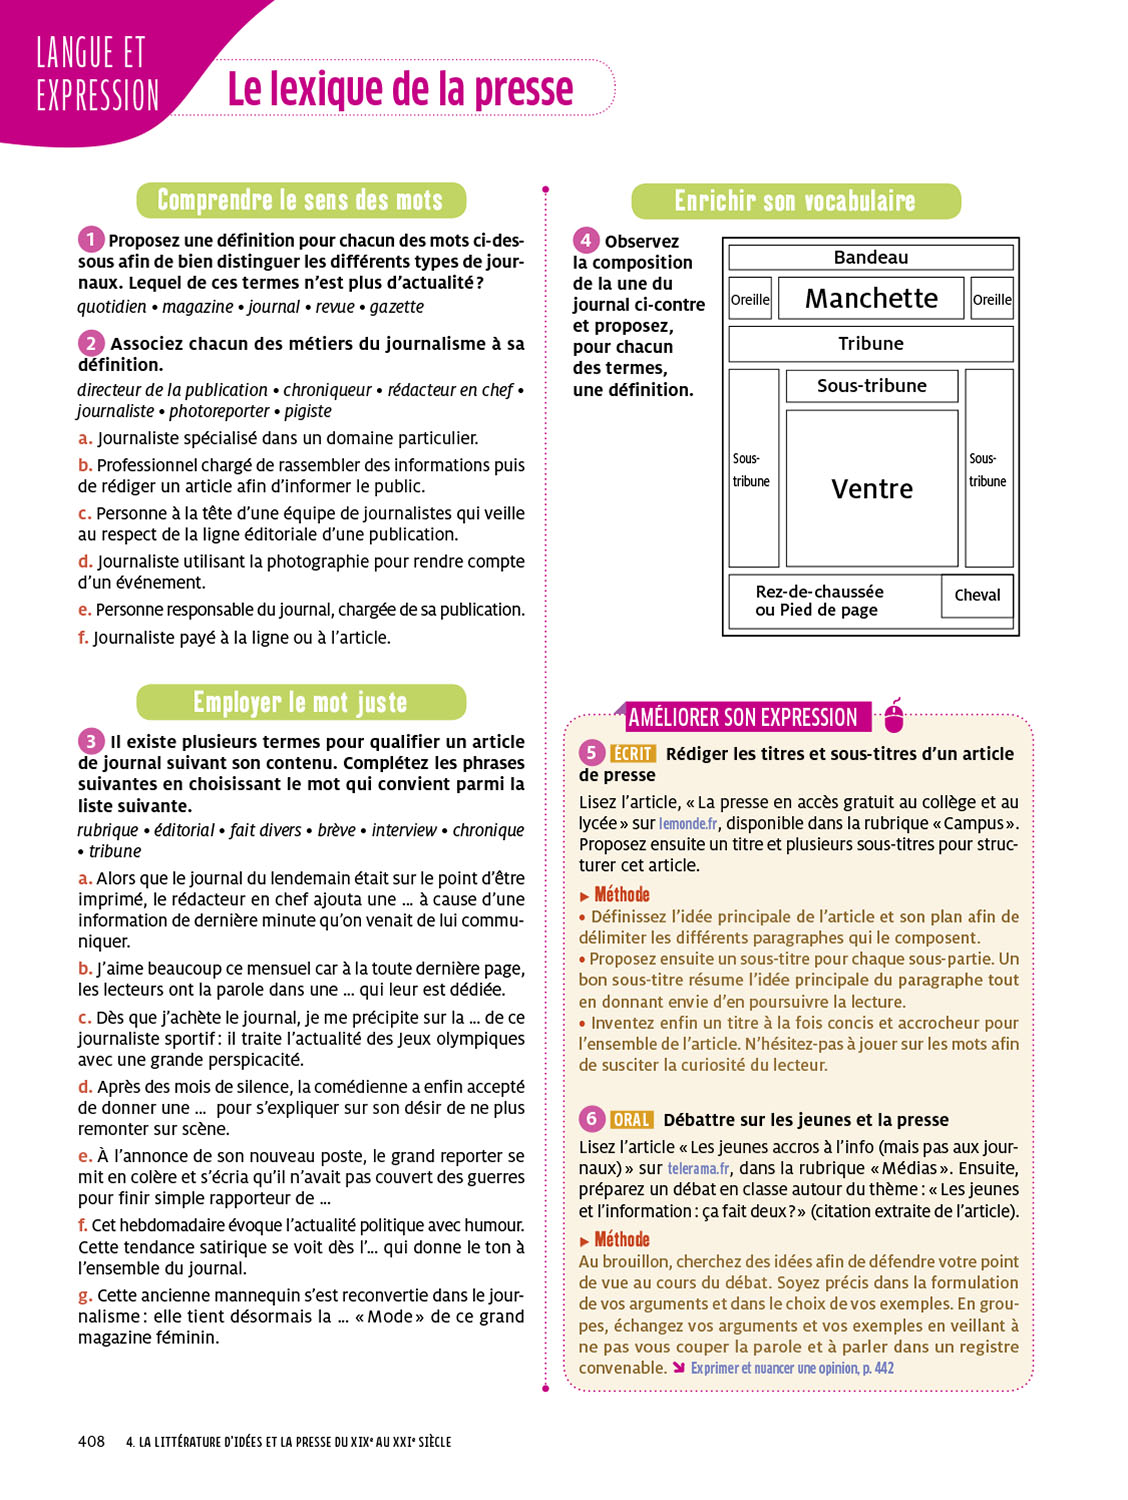 LANGUE ET
EXPRESSION
Le lexique de la presse
Comprendre le sens des mots
1 Proposez une définition pour chacun des mots ci-des-
sous afin de bien distinguer les différents types de jour-
naux. Lequel de ces termes n’est plus d’actualité ?
quotidien • magazine • journal • revue • gazette
2 Associez chacun des métiers du journalisme à sa
définition.
directeur de la publication • chroniqueur • rédacteur en chef •
journaliste • photoreporter • pigiste
a. Journaliste spécialisé dans un domaine particulier.
b. Professionnel chargé de rassembler des informations puis
de rédiger un article afin d’informer le public.
c. Personne à la tête d’une équipe de journalistes qui veille
au respect de la ligne éditoriale d’une publication.
d. Journaliste utilisant la photographie pour rendre compte
d’un événement.
e. Personne responsable du journal, chargée de sa publication.
f. Journaliste payé à la ligne ou à l’article.
Employer le mot juste
3 Il existe plusieurs termes pour qualifier un article
de journal suivant son contenu. Complétez les phrases
suivantes en choisissant le mot qui convient parmi la
liste suivante.
rubrique • éditorial • fait divers • brève • interview • chronique
• tribune
a. Alors que le journal du lendemain était sur le point d’être
imprimé, le rédacteur en chef ajouta une ... à cause d’une
information de dernière minute qu’on venait de lui commu-
niquer.
b. J’aime beaucoup ce mensuel car à la toute dernière page,
les lecteurs ont la parole dans une ... qui leur est dédiée.
c. Dès que j’achète le journal, je me précipite sur la ... de ce
journaliste sportif : il traite l’actualité des Jeux olympiques
avec une grande perspicacité.
d. Après des mois de silence, la comédienne a enfin accepté
de donner une ... pour s’expliquer sur son désir de ne plus
remonter sur scène.
e. À l’annonce de son nouveau poste, le grand reporter se
mit en colère et s’écria qu’il n’avait pas couvert des guerres
pour finir simple rapporteur de ...
f. Cet hebdomadaire évoque l’actualité politique avec humour.
Cette tendance satirique se voit dès l’... qui donne le ton à
l’ensemble du journal.
g. Cette ancienne mannequin s’est reconvertie dans le jour-
nalisme : elle tient désormais la ... « Mode » de ce grand
magazine féminin.
Enrichir son vocabulaire
4 Observez
la composition
de la une du
journal ci-contre
et proposez,
pour chacun
des termes,
une définition.
Bandeau
Oreille Manchette Oreille
Tribune
Sous-tribune
Sous-
tribune
Ventre
Sous-
tribune
Rez-de-chaussée
ou Pied de page
Cheval
AMÉLIORER SON EXPRESSION
5 ÉCRIT Rédiger les titres et sous-titres d’un article
de presse
Lisez l’article, « La presse en accès gratuit au collège et au
lycée » sur lemonde.fr, disponible dans la rubrique « Campus ».
Proposez ensuite un titre et plusieurs sous-titres pour struc-
turer cet article.
► Méthode
• Définissez l’idée principale de l’article et son plan afin de
délimiter les différents paragraphes qui le composent.
• Proposez ensuite un sous-titre pour chaque sous-partie. Un
bon sous-titre résume l’idée principale du paragraphe tout
en donnant envie d’en poursuivre la lecture.
• Inventez enfin un titre à la fois concis et accrocheur pour
l’ensemble de l’article. N’hésitez-pas à jouer sur les mots afin
de susciter la curiosité du lecteur.
6 ORAL Débattre sur les jeunes et la presse
Lisez l’article « Les jeunes accros à l’info (mais pas aux jour-
naux) » sur telerama.fr, dans la rubrique « Médias ». Ensuite,
préparez un débat en classe autour du thème : « Les jeunes
et l’information : ça fait deux ? » (citation extraite de l’article).
► Méthode
Au brouillon, cherchez des idées afin de défendre votre point
de vue au cours du débat. Soyez précis dans la formulation
de vos arguments et dans le choix de vos exemples. En grou-
pes, échangez vos arguments et vos exemples en veillant à
ne pas vous couper la parole et à parler dans un registre
convenable. ➘ Exprimer et nuancer une opinion, p. 442
408 4. LA LITTÉRATURE D’IDÉES ET LA PRESSE DU XIXe AU XXIe SIÈCLE